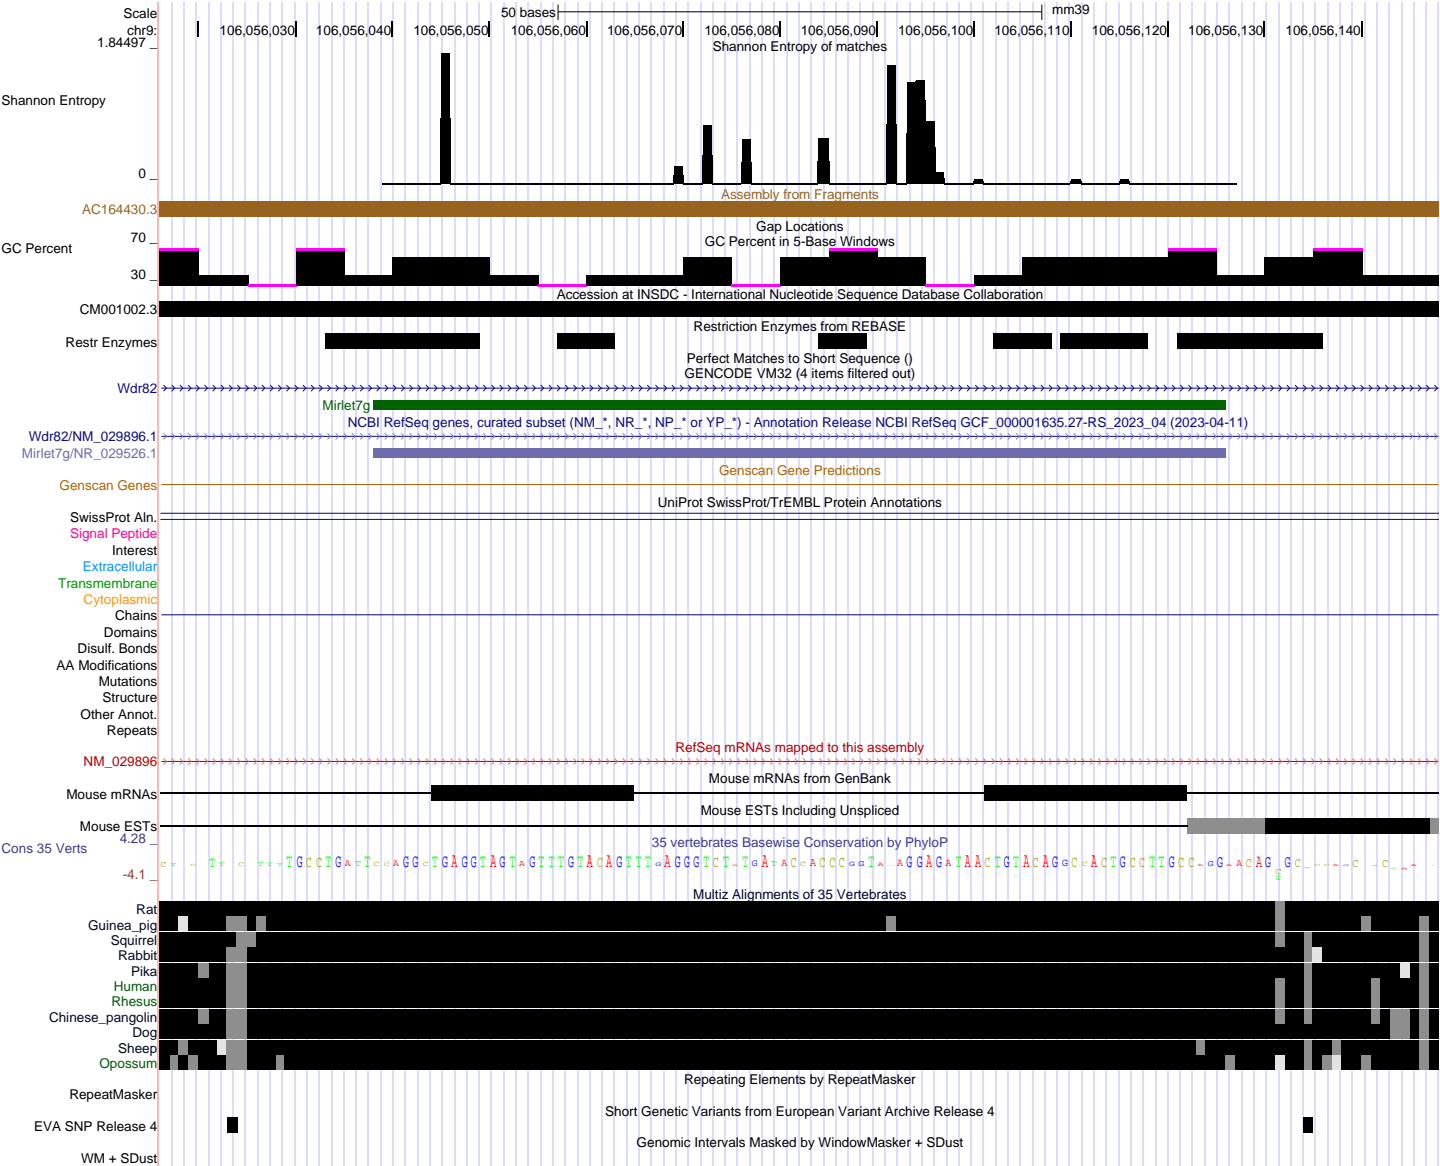 Scale 50 bases mm39
chr9: 106,056,030 106,056,040 106,056,050 106,056,060 106,056,070 106,056,080 106,056,090 106,056,100 106,056,110 106,056,120 106,056,130 106,056,140
1.84497 _ Shannon Entropy of matches
Shannon Entropy
0 _
Assembly from Fragments
AC164430.3
Gap Locations
70 _ GC Percent in 5-Base Windows
GC Percent
30 _
Accession at INSDC - International Nucleotide Sequence Database Collaboration
CM001002.3
Restriction Enzymes from REBASE
Restr Enzymes
Perfect Matches to Short Sequence ()
GENCODE VM32 (4 items filtered out)
Wdr82
Mirlet7g
NCBI RefSeq genes, curated subset (NM_*, NR_*, NP_* or YP_*) - Annotation Release NCBI RefSeq GCF_000001635.27-RS_2023_04 (2023-04-11)
Wdr82/NM_029896.1
Mirlet7g/NR_029526.1
Genscan Gene Predictions
Genscan Genes
UniProt SwissProt/TrEMBL Protein Annotations
SwissProt Aln.
Signal Peptide
Interest
Extracellular
Transmembrane
Cytoplasmic
Chains
Domains
Disulf. Bonds
AA Modifications
Mutations
Structure
Other Annot.
Repeats
RefSeq mRNAs mapped to this assembly
NM_029896
Mouse mRNAs from GenBank
Mouse mRNAs
Mouse ESTs Including Unspliced
Mouse ESTs
4.28 _ 35 vertebrates Basewise Conservation by PhyloP
Cons 35 Verts
-4.1 _
Multiz Alignments of 35 Vertebrates
Rat
Guinea_pig
Squirrel
Rabbit
Pika
Human
Rhesus
Chinese_pangolin
Dog
Sheep
Opossum
Repeating Elements by RepeatMasker
RepeatMasker
Short Genetic Variants from European Variant Archive Release 4
EVA SNP Release 4
Genomic Intervals Masked by WindowMasker + SDust
WM + SDust